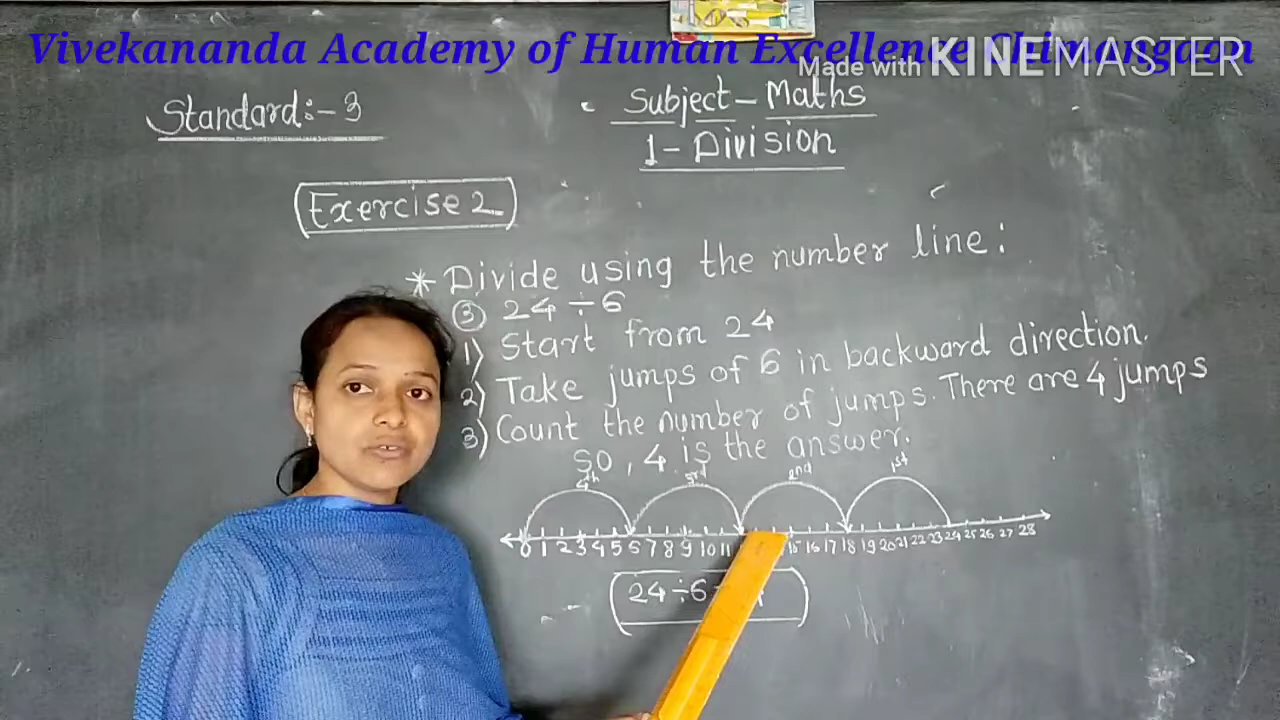 Vivekananda Academy of Human Excellence Chimangaon
Made with KINEMASTER
Standard:- 3
Subject - Maths
1 - Division
Exercise 2
* Divide using the number line:
③ 24 ÷ 6
1) Start from 24
2) Take jumps of 6 in backward direction.
3) Count the number of jumps. There are 4 jumps
So, 4 is the answer.
4th 3rd 2nd 1st
0 1 2 3 4 5 6 7 8 9 10 11 15 16 17 18 19 20 21 22 23 24 25 26 27 28
24 ÷ 6